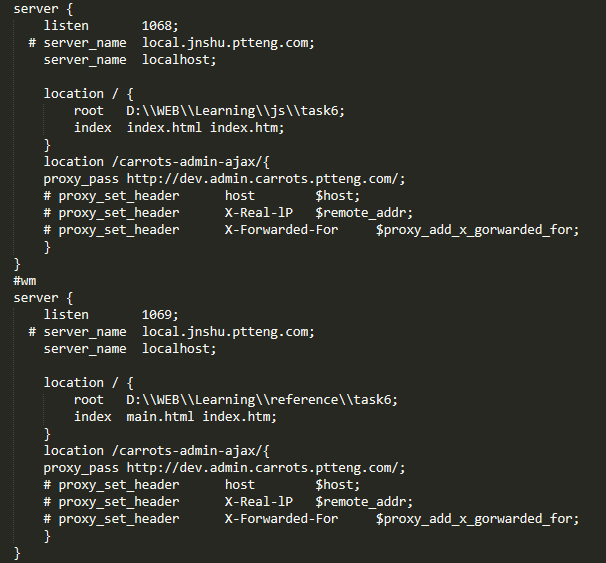 server {
    listen       1068;
  # server_name  local.jnshu.ptteng.com;
    server_name  localhost;

    location / {
        root   D:\\WEB\\Learning\\js\\task6;
        index  index.html index.htm;
    }
    location /carrots-admin-ajax/{
    proxy_pass http://dev.admin.carrots.ptteng.com/;
    # proxy_set_header      host        $host;
    # proxy_set_header      X-Real-lP   $remote_addr;
    # proxy_set_header      X-Forwarded-For     $proxy_add_x_gorwarded_for;
    }
}
#wm
server {
    listen       1069;
  # server_name  local.jnshu.ptteng.com;
    server_name  localhost;

    location / {
        root   D:\\WEB\\Learning\\reference\\task6;
        index  main.html index.htm;
    }
    location /carrots-admin-ajax/{
    proxy_pass http://dev.admin.carrots.ptteng.com/;
    # proxy_set_header      host        $host;
    # proxy_set_header      X-Real-lP   $remote_addr;
    # proxy_set_header      X-Forwarded-For     $proxy_add_x_gorwarded_for;
    }
}